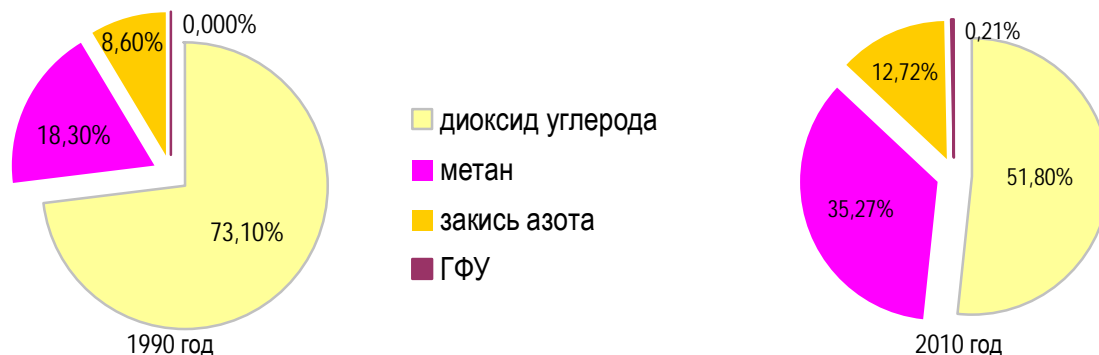 0,000%
8,60%
18,30%
73,10%
1990 год
диоксид углерода
метан
закись азота
ГФУ
0,21%
12,72%
51,80%
35,27%
2010 год